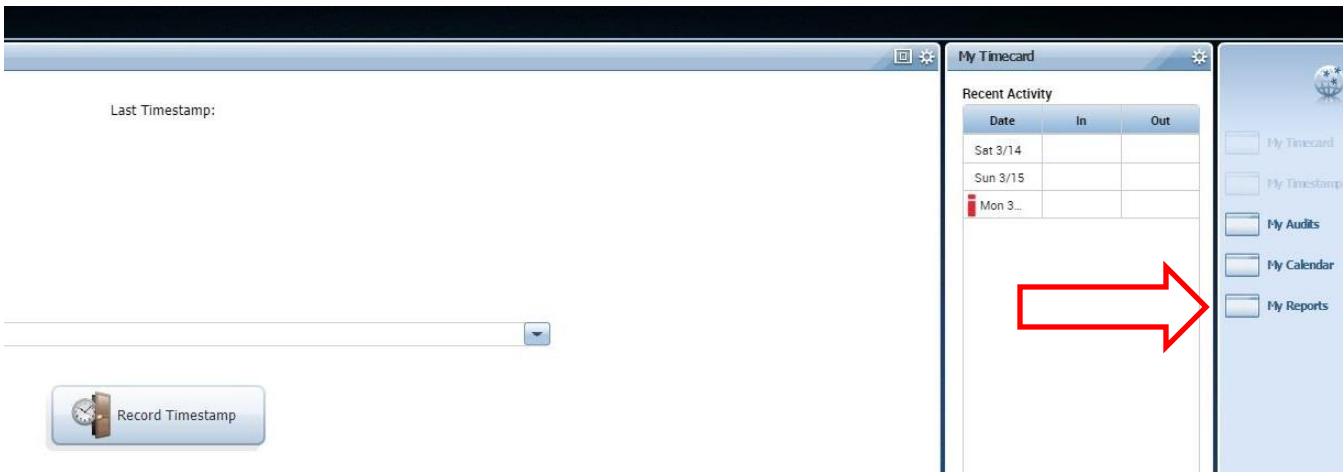 Last Timestamp:
Record Timestamp
My Timecard
Recent Activity
Date In Out
Sat 3/14
Sun 3/15
Mon 3...
My Timecard
My Timestamp
My Audits
My Calendar
My Reports